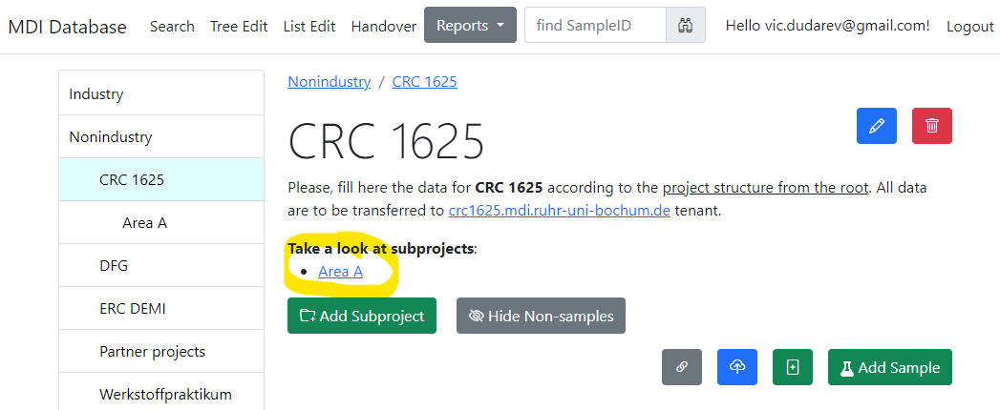 MDI Database Search Tree Edit List Edit Handover Reports find SampleID Hello vic.dudarev@gmail.com! Logout
Industry
Nonindustry
CRC 1625
Area A
DFG
ERC DEMI
Partner projects
Werkstoffpraktikum
Nonindustry / CRC 1625
CRC 1625
Please, fill here the data for CRC 1625 according to the project structure from the root. All data
are to be transferred to crc1625.mdi.ruhr-uni-bochum.de tenant.
Take a look at subprojects:
• Area A
Add Subproject Hide Non-samples
Add Sample